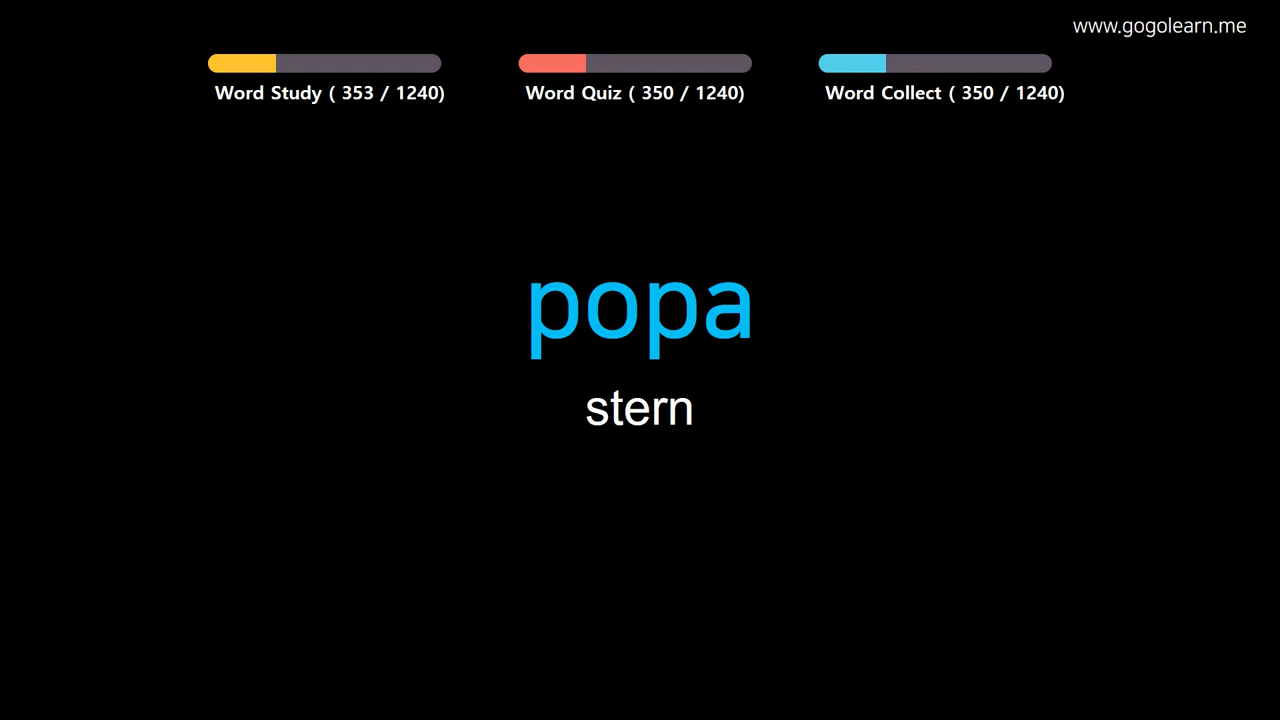 www.gogolearn.me
Word Study ( 353 / 1240)
Word Quiz ( 350 / 1240)
Word Collect ( 350 / 1240)
popa
stern